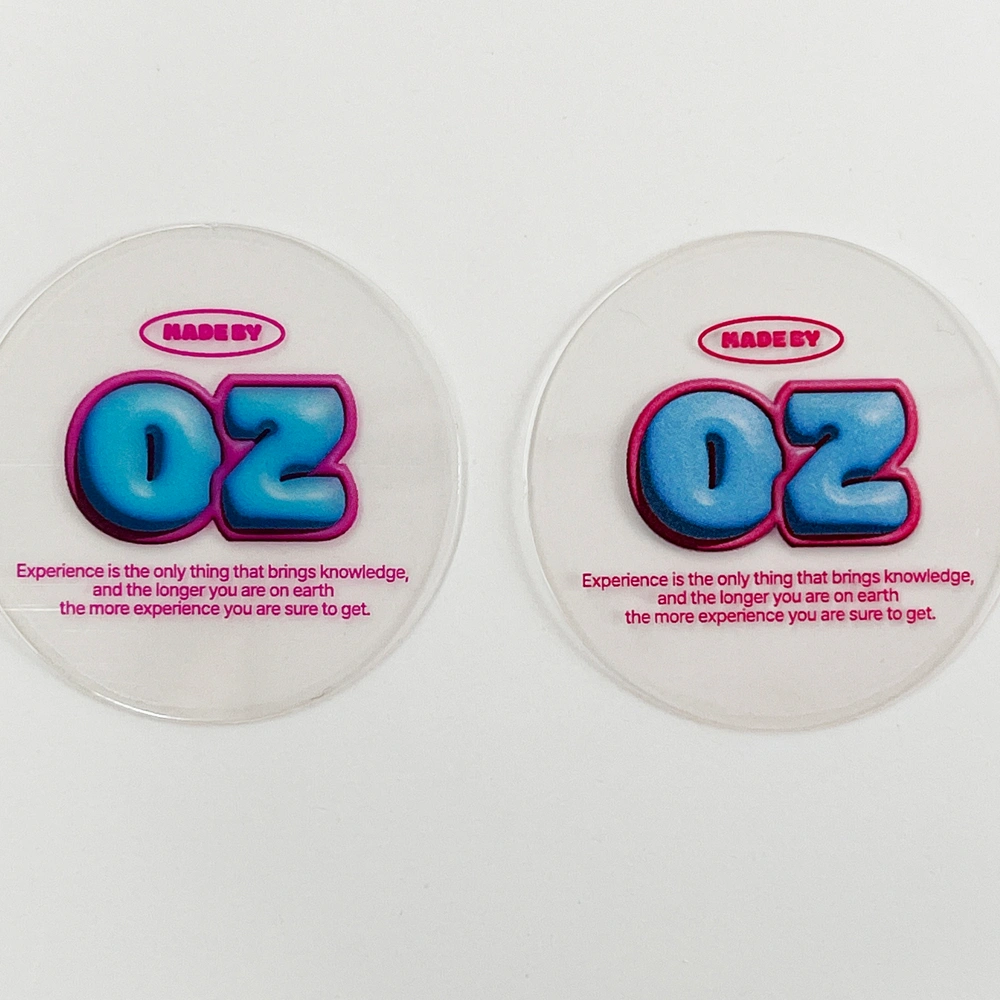 MADE BY
OZ
Experience is the only thing that brings knowledge,
and the longer you are on earth
the more experience you are sure to get.
MADE BY
OZ
Experience is the only thing that brings knowledge,
and the longer you are on earth
the more experience you are sure to get.